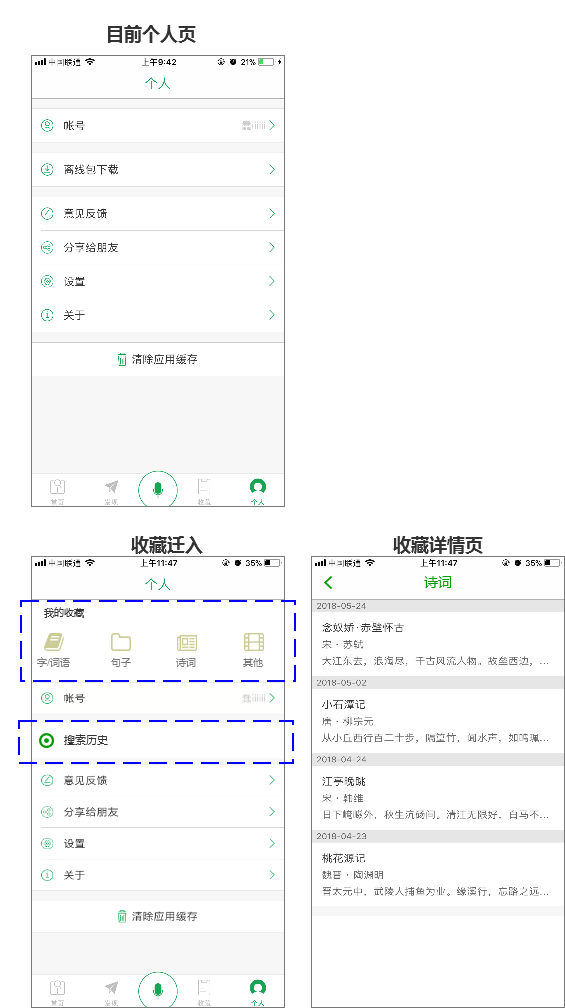 目前个人页
中国联通 上午9:42 21%
个人
帐号
离线包下载
意见反馈
分享给朋友
设置
关于
清除应用缓存
首页 发现 收藏 个人
收藏迁入
中国联通 上午11:47 35%
个人
我的收藏
字/词语 句子 诗词 其他
帐号
搜索历史
意见反馈
分享给朋友
设置
关于
清除应用缓存
首页 发现 收藏 个人
收藏详情页
中国联通 上午11:47 35%
诗词
2018-05-24
念奴娇·赤壁怀古
宋·苏轼
大江东去，浪淘尽，千古风流人物。故垒西边，...
2018-05-02
小石潭记
唐·柳宗元
从小丘西行百二十步，隔篁竹，闻水声，如鸣珮...
2018-04-24
江亭晚眺
宋·韩维
日下崦嵫外，秋生沆砀间。清江无限好，白鸟不...
2018-04-23
桃花源记
魏晋·陶渊明
晋太元中，武陵人捕鱼为业。缘溪行，忘路之远...